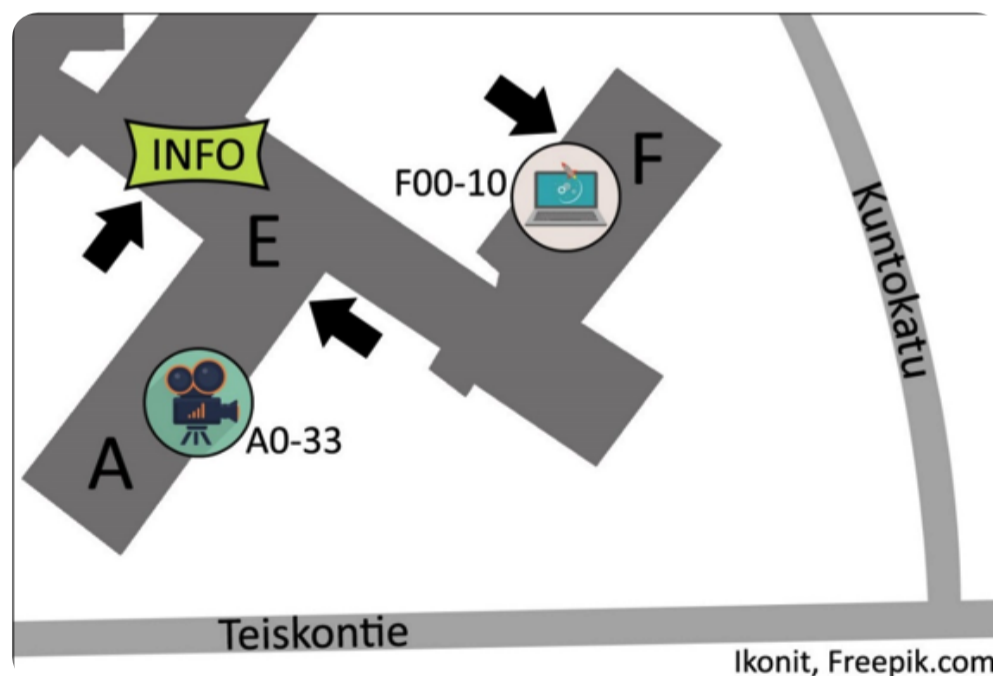 INFO
F
F00-10
E
Kuntokatu
A0-33
A
Teiskontie
Ikonit, Freepik.com